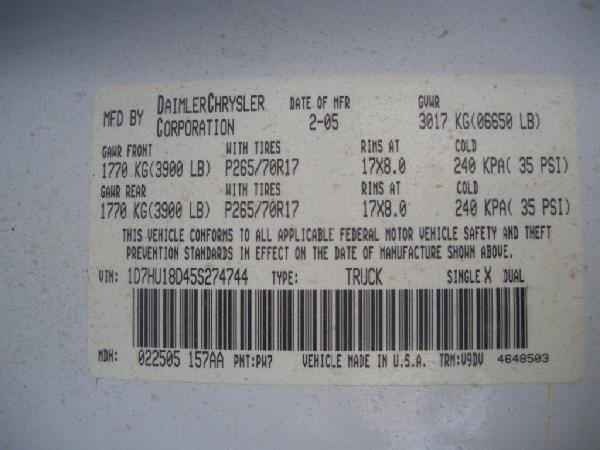 MFD BY DAIMLERCHRYSLER CORPORATION DATE OF MFR 2-05 GVWR 3017 KG(06650 LB)
GAWR FRONT WITH TIRES RIMS AT COLD
1770 KG(3900 LB) P265/70R17 17X8.0 240 KPA( 35 PSI)
GAWR REAR WITH TIRES RIMS AT COLD
1770 KG(3900 LB) P265/70R17 17X8.0 240 KPA( 35 PSI)
THIS VEHICLE CONFORMS TO ALL APPLICABLE FEDERAL MOTOR VEHICLE SAFETY AND THEFT
PREVENTION STANDARDS IN EFFECT ON THE DATE OF MANUFACTURE SHOWN ABOVE.
VIN: 1D7HU18D45S274744 TYPE: TRUCK SINGLE X DUAL
MDH: 022505 157AA PNT:PW7 VEHICLE MADE IN U.S.A. TRM:V9DV 4648503